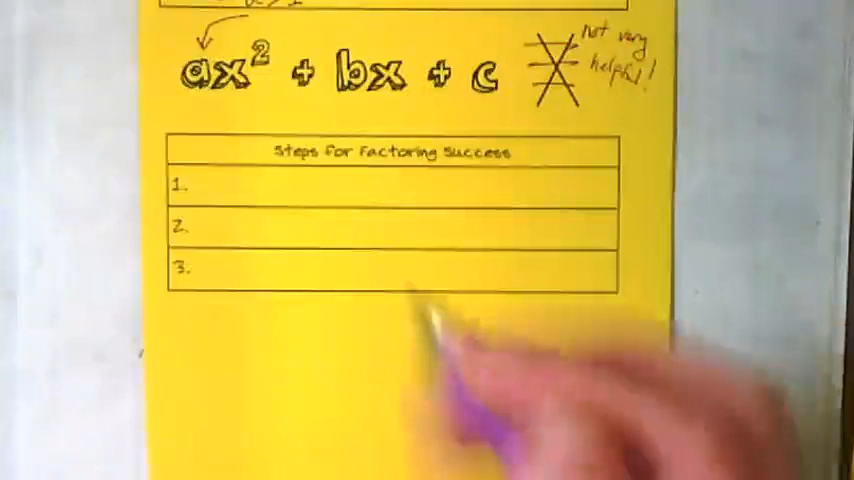 ax² + bx + c
not very
helpful!
Steps for Factoring Success
1.
2.
3.